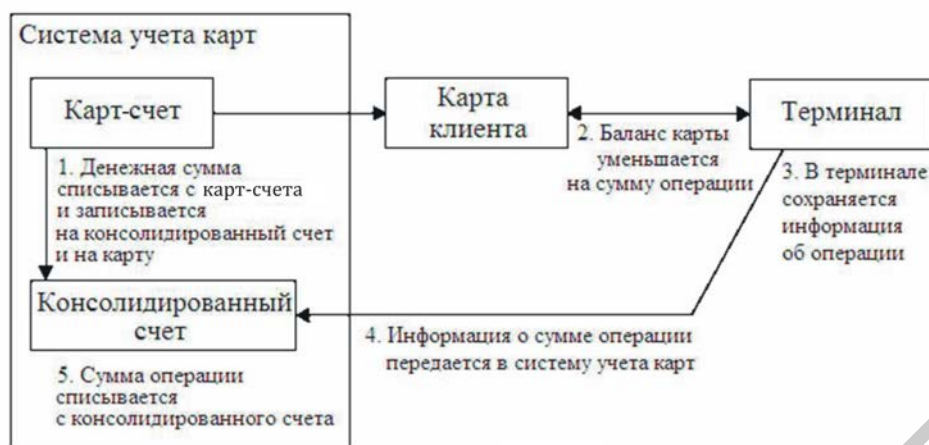 Система учета карт
Карт-счет
Карта
клиента
Терминал
1. Денежная сумма
списывается с карт-счета
и записывается
на консолидированный счет
и на карту
2. Баланс карты
уменьшается
на сумму операции
3. В терминале
сохраняется
информация
об операции
Консолидированный
счет
4. Информация о сумме операции
передается в систему учета карт
5. Сумма операции
списывается
с консолидированного счета